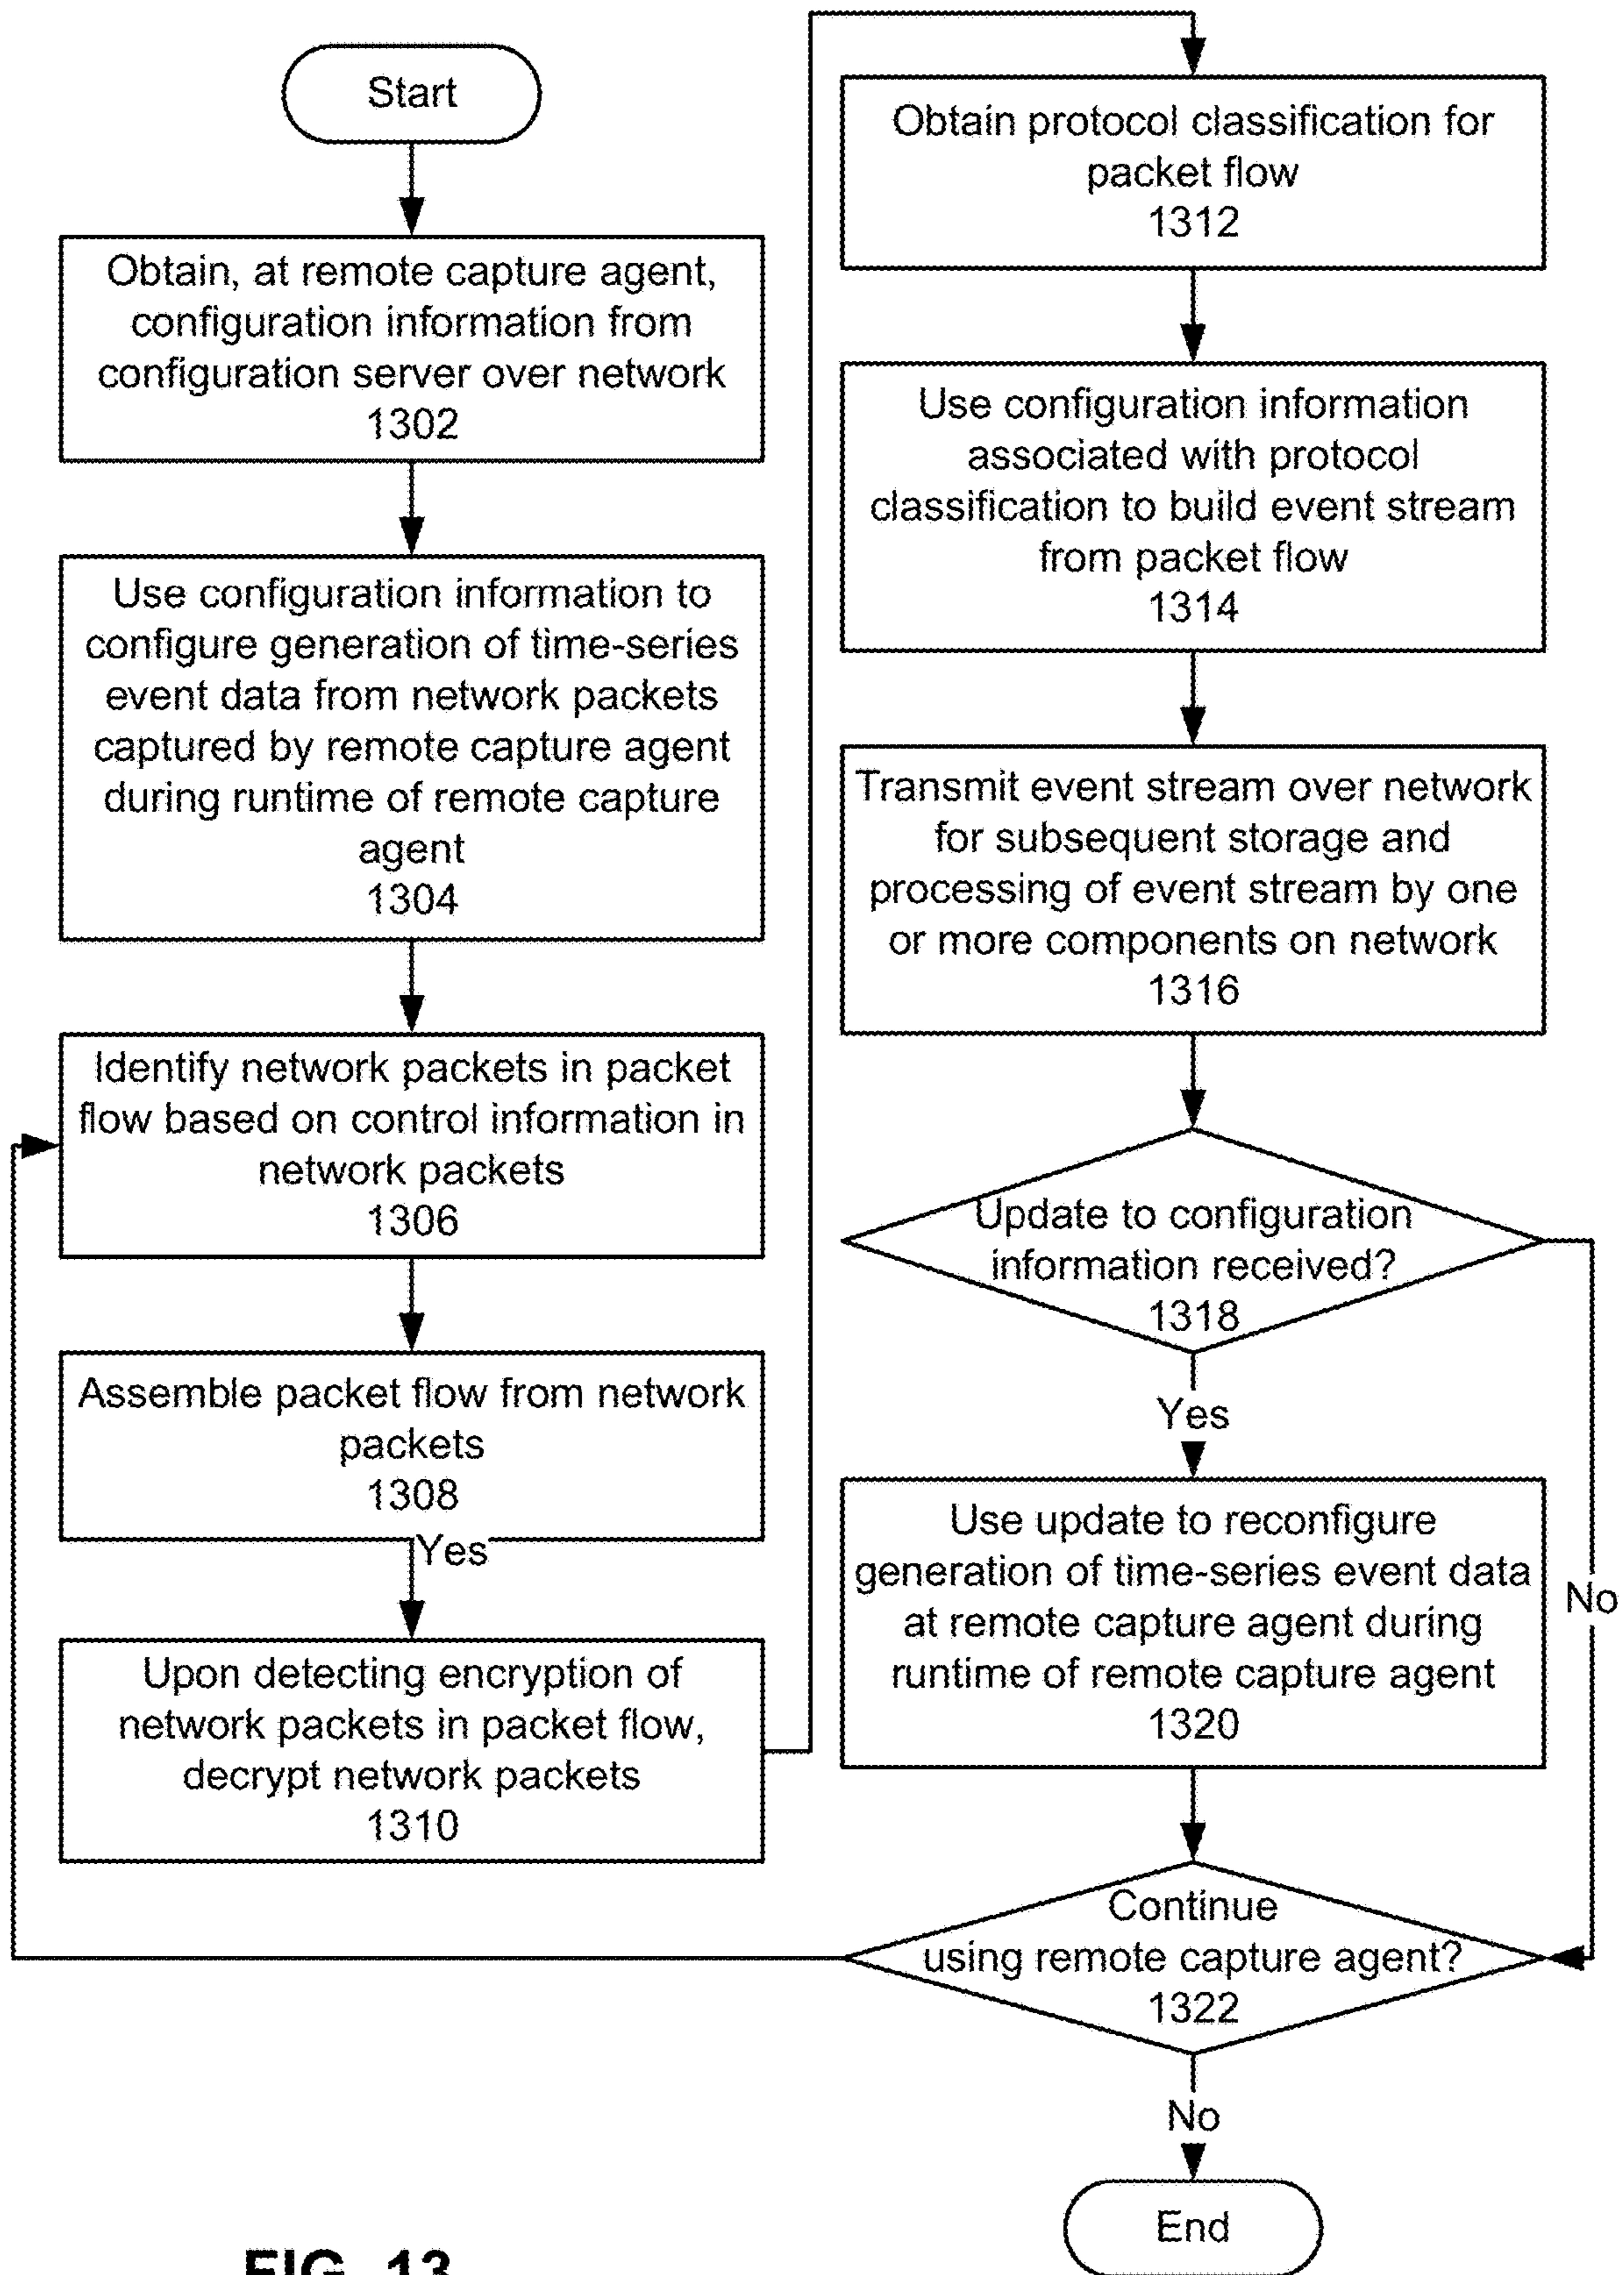 Start
Obtain, at remote capture agent,
configuration information from
configuration server over network
1302
Use configuration information to
configure generation of time-series
event data from network packets
captured by remote capture agent
during runtime of remote capture
agent
1304
Identify network packets in packet
flow based on control information in
network packets
1306
Assemble packet flow from network
packets
1308
Yes
Upon detecting encryption of
network packets in packet flow,
decrypt network packets
1310
Obtain protocol classification for
packet flow
1312
Use configuration information
associated with protocol
classification to build event stream
from packet flow
1314
Transmit event stream over network
for subsequent storage and
processing of event stream by one
or more components on network
1316
Update to configuration
information received?
1318
Yes
No
Use update to reconfigure
generation of time-series event data
at remote capture agent during
runtime of remote capture agent
1320
Continue
using remote capture agent?
1322
No
End
FIG. 13